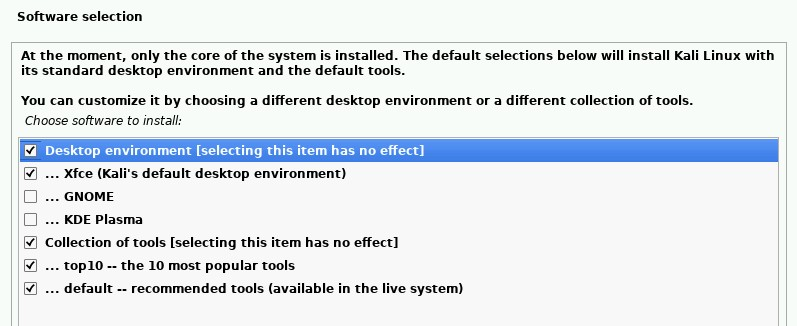 Software selection
At the moment, only the core of the system is installed. The default selections below will install Kali Linux with
its standard desktop environment and the default tools.
You can customize it by choosing a different desktop environment or a different collection of tools.
Choose software to install:
Desktop environment [selecting this item has no effect]
... Xfce (Kali's default desktop environment)
... GNOME
... KDE Plasma
Collection of tools [selecting this item has no effect]
... top10 -- the 10 most popular tools
... default -- recommended tools (available in the live system)